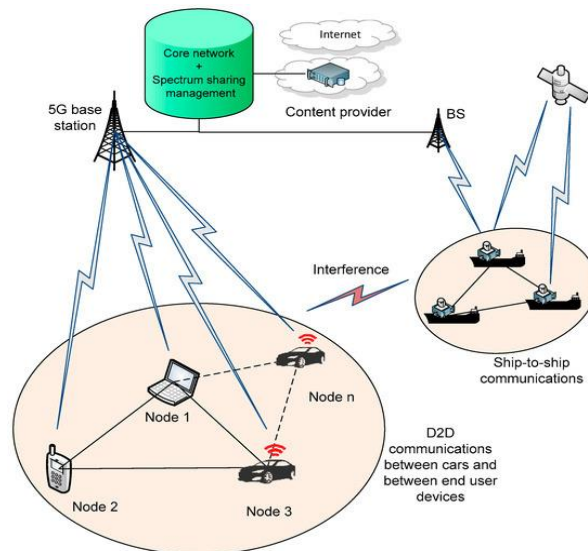 Internet
Core network
+
Spectrum sharing
management
Content provider
5G base
station
BS
Interference
Ship-to-ship
communications
Node 1
Node n
Node 2
Node 3
D2D
communications
between cars and
between end user
devices